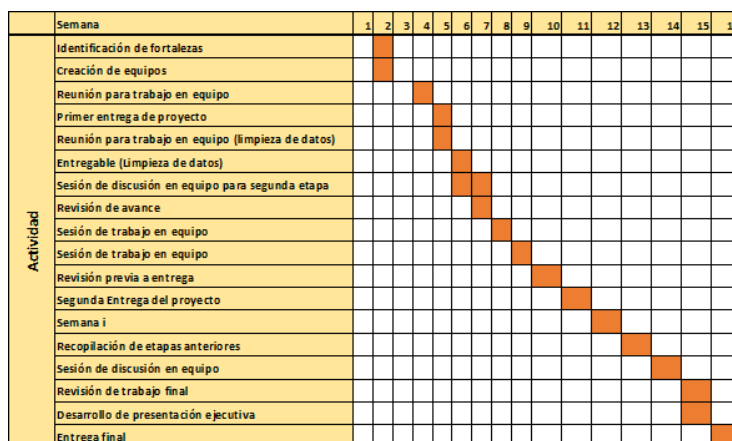 Semana 1 2 3 4 5 6 7 8 9 10 11 12 13 14 15 1
Actividad
Identificación de fortalezas
Creación de equipos
Reunión para trabajo en equipo
Primer entrega de proyecto
Reunión para trabajo en equipo (limpieza de datos)
Entregable (Limpieza de datos)
Sesión de discusión en equipo para segunda etapa
Revisión de avance
Sesión de trabajo en equipo
Sesión de trabajo en equipo
Revisión previa a entrega
Segunda Entrega del proyecto
Semana i
Recopilación de etapas anteriores
Sesión de discusión en equipo
Revisión de trabajo final
Desarrollo de presentación ejecutiva
Entrega final